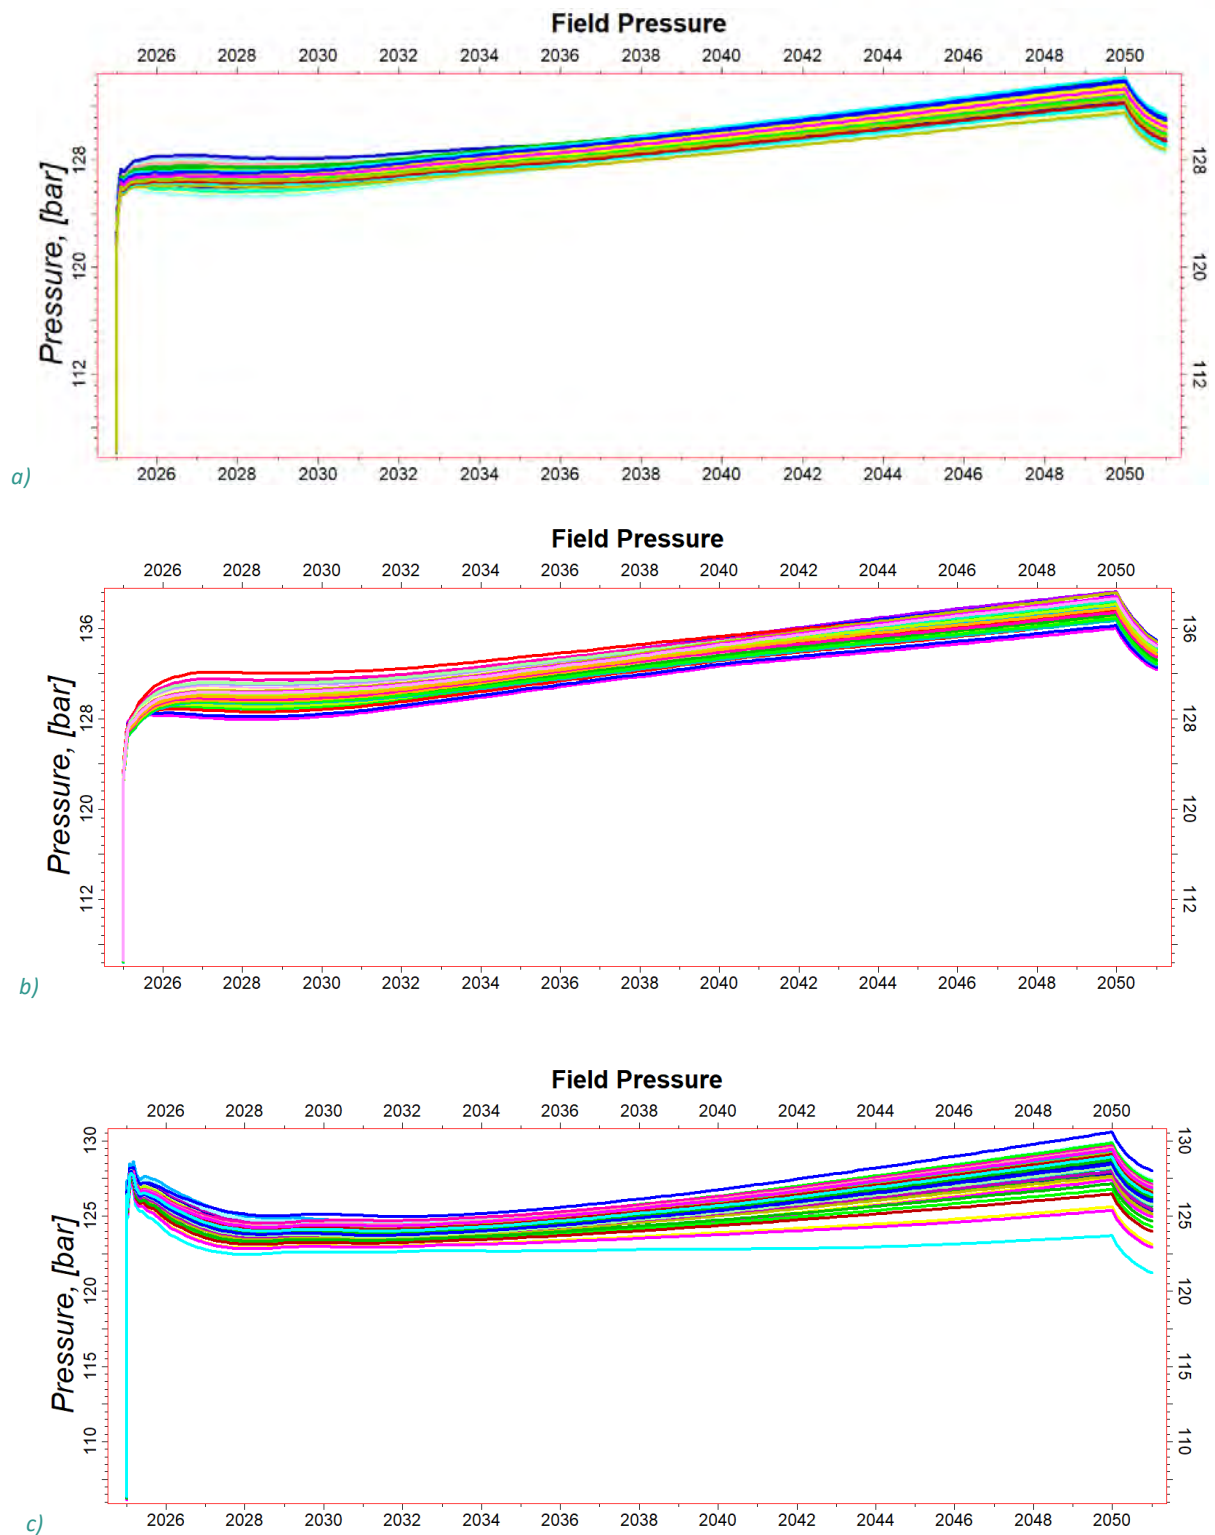 Field Pressure
2026 2028 2030 2032 2034 2036 2038 2040 2042 2044 2046 2048 2050
Pressure, [bar]
128 128
120 120
112 112
2026 2028 2030 2032 2034 2036 2038 2040 2042 2044 2046 2048 2050
a)
Field Pressure
2026 2028 2030 2032 2034 2036 2038 2040 2042 2044 2046 2048 2050
Pressure, [bar]
136 136
128 128
120 120
112 112
2026 2028 2030 2032 2034 2036 2038 2040 2042 2044 2046 2048 2050
b)
Field Pressure
2026 2028 2030 2032 2034 2036 2038 2040 2042 2044 2046 2048 2050
Pressure, [bar]
130 130
125 125
120 120
115 115
110 110
2026 2028 2030 2032 2034 2036 2038 2040 2042 2044 2046 2048 2050
c)